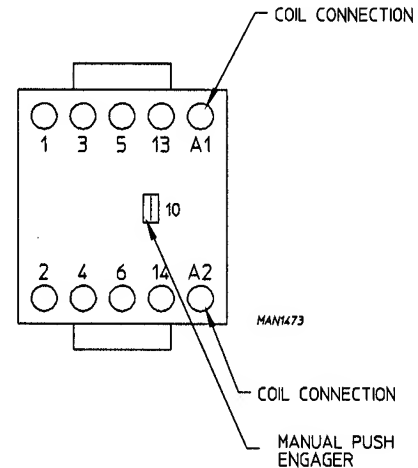 COIL CONNECTION
1 3 5 13 A1
10
2 4 6 14 A2
MAN1473
COIL CONNECTION
MANUAL PUSH
ENGAGER